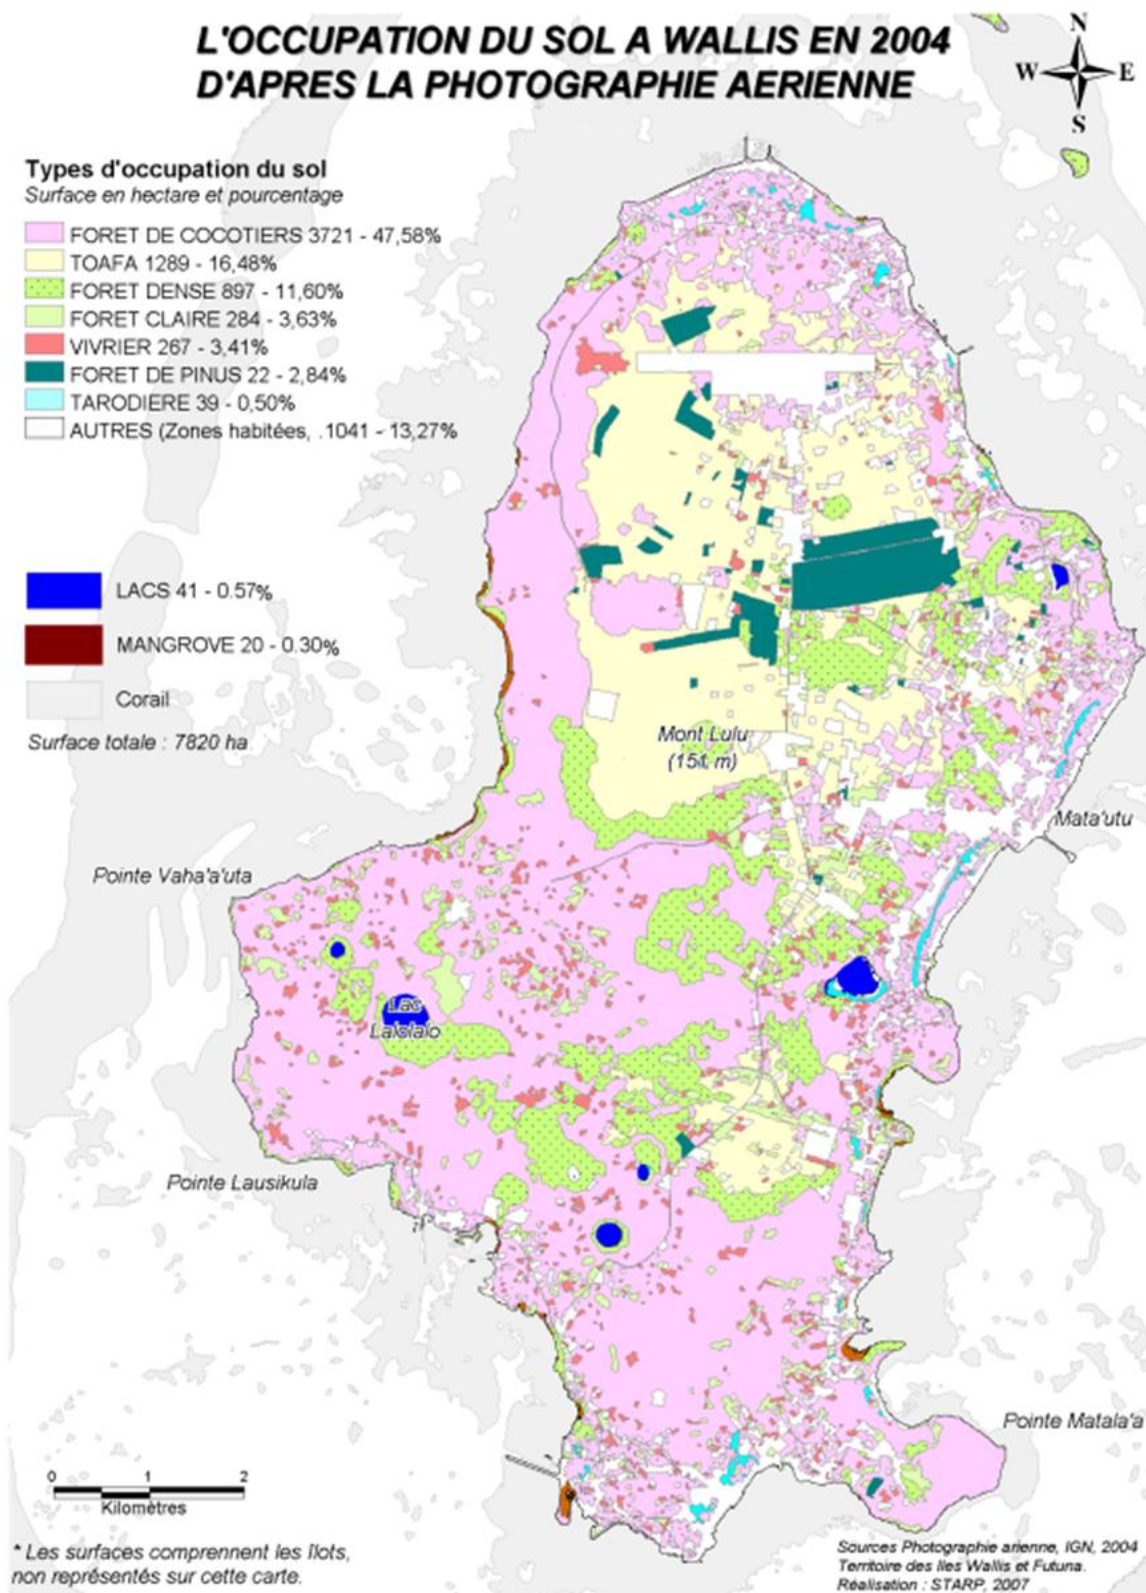 L'OCCUPATION DU SOL A WALLIS EN 2004
D'APRES LA PHOTOGRAPHIE AERIENNE
N
W E
S
Types d'occupation du sol
Surface en hectare et pourcentage
FORET DE COCOTIERS 3721 - 47,58%
TOAFA 1289 - 16,48%
FORET DENSE 897 - 11,60%
FORET CLAIRE 284 - 3,63%
VIVRIER 267 - 3,41%
FORET DE PINUS 22 - 2,84%
TARODIERE 39 - 0,50%
AUTRES (Zones habitées, .1041 - 13,27%
LACS 41 - 0.57%
MANGROVE 20 - 0.30%
Corail
Surface totale : 7820 ha
Mont Lulu
(151 m)
Mata'utu
Pointe Vaha'a'uta
Lac
Lalolalo
Pointe Lausikula
Pointe Matala'a
0 1 2
Kilomètres
* Les surfaces comprennent les îlots,
non représentés sur cette carte.
Sources Photographie arienne, IGN, 2004
Territoire des Iles Wallis et Futuna.
Réalisation : STARP, 2007